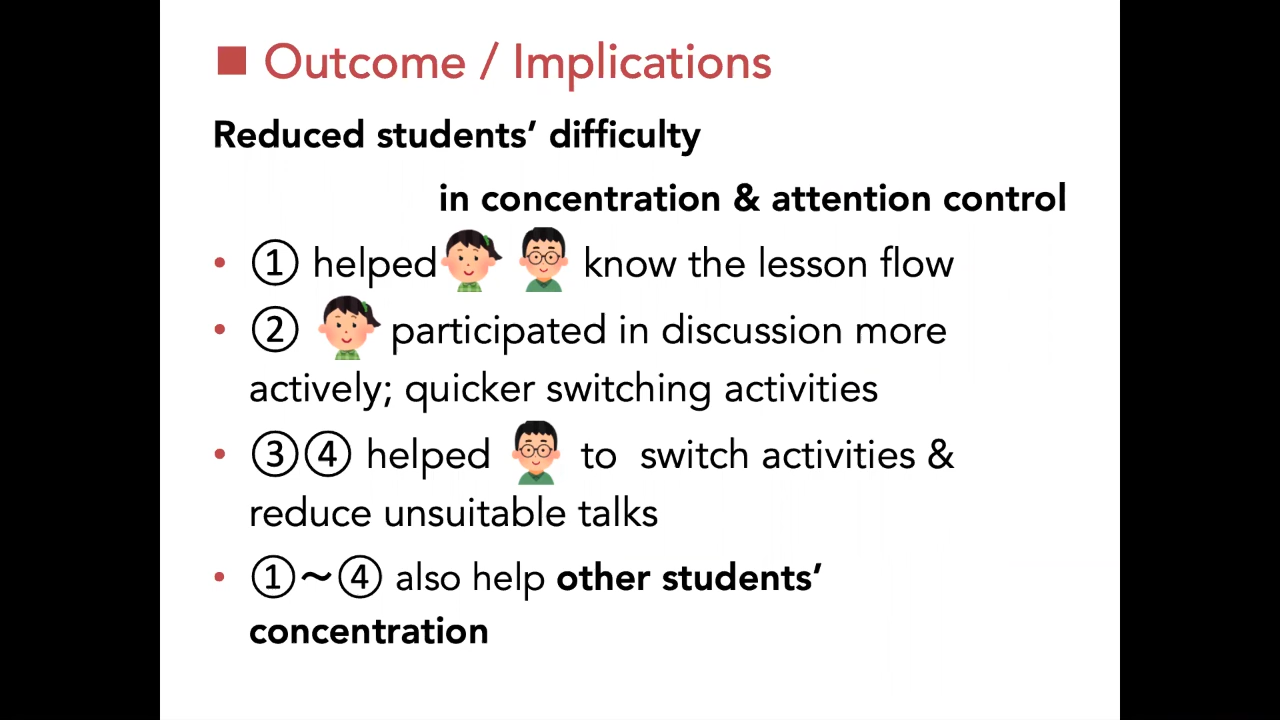 ■ Outcome / Implications
Reduced students’ difficulty
in concentration & attention control
• ① helped know the lesson flow
• ② participated in discussion more
actively; quicker switching activities
• ③④ helped to switch activities &
reduce unsuitable talks
• ①～④ also help other students’
concentration